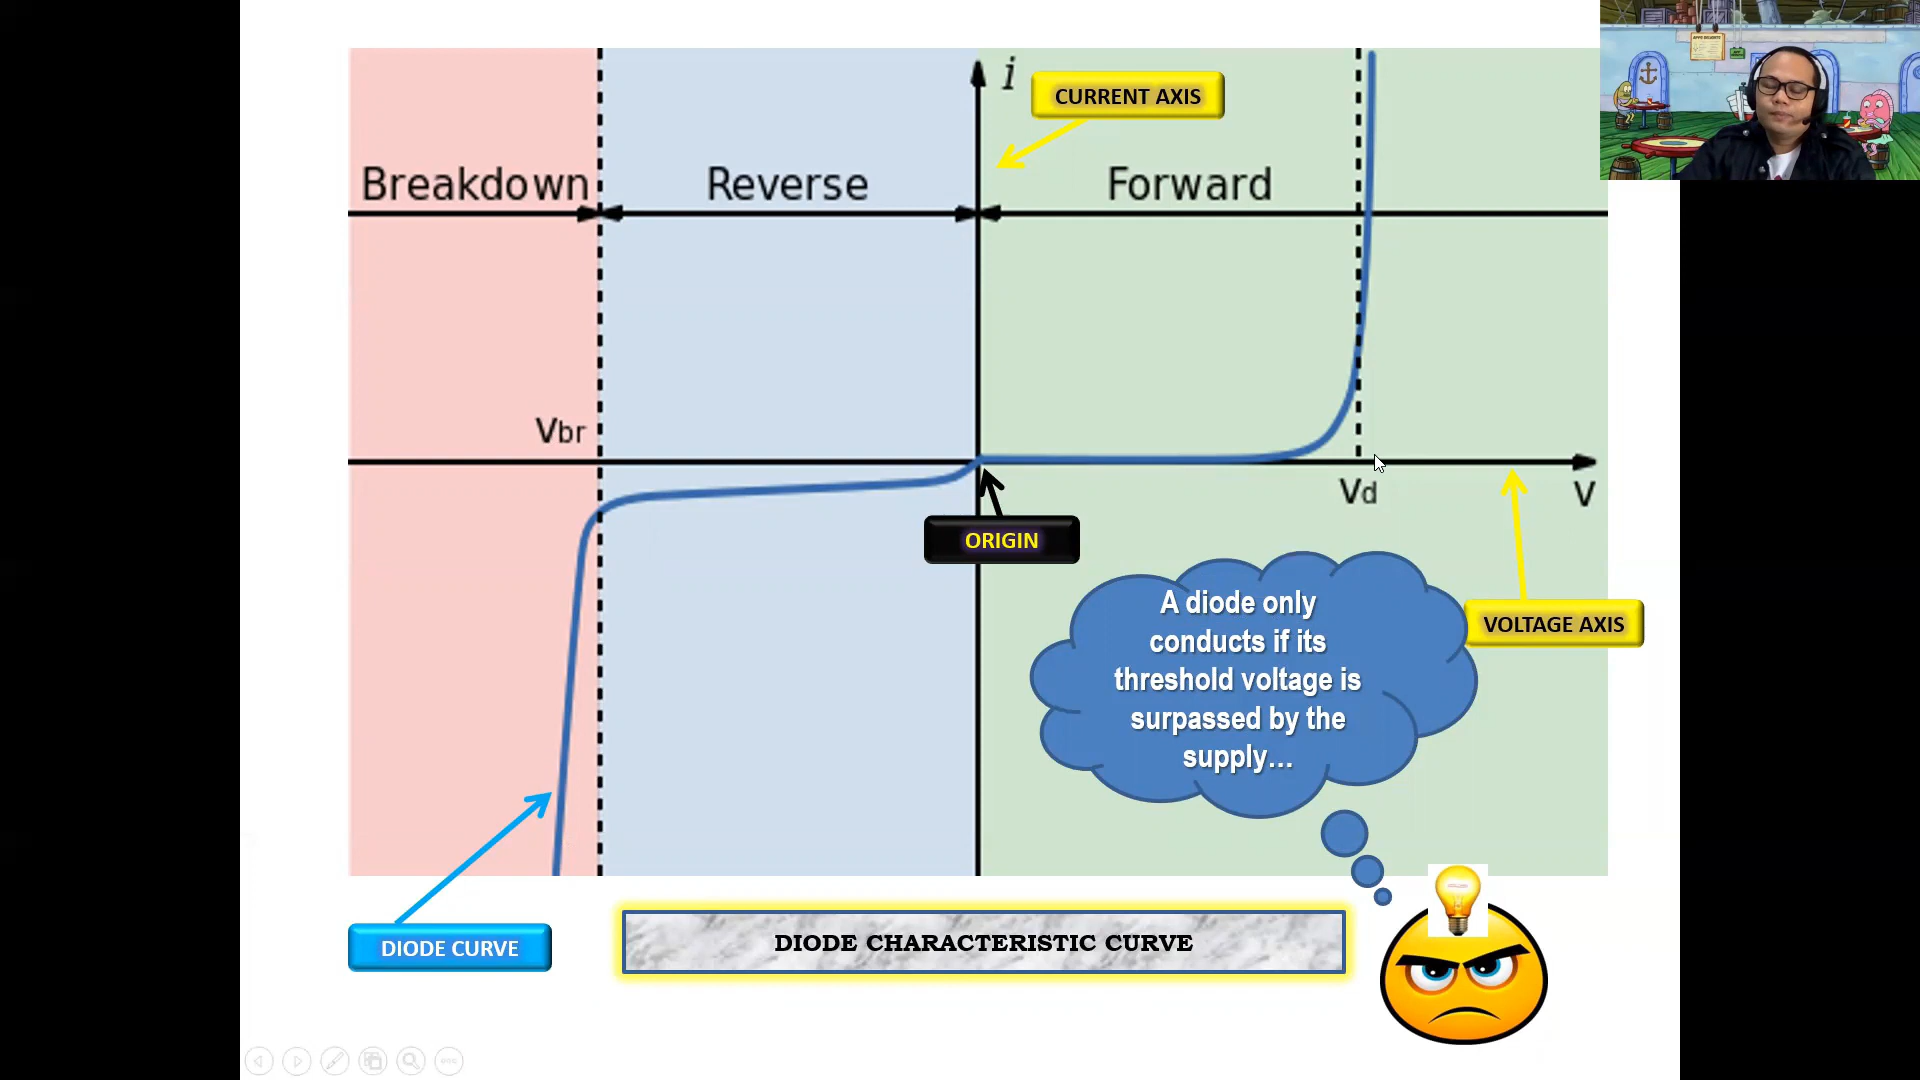 i
CURRENT AXIS
Breakdown
Reverse
Forward
Vbr
Vd
V
ORIGIN
A diode only
conducts if its
threshold voltage is
surpassed by the
supply...
VOLTAGE AXIS
DIODE CURVE
DIODE CHARACTERISTIC CURVE